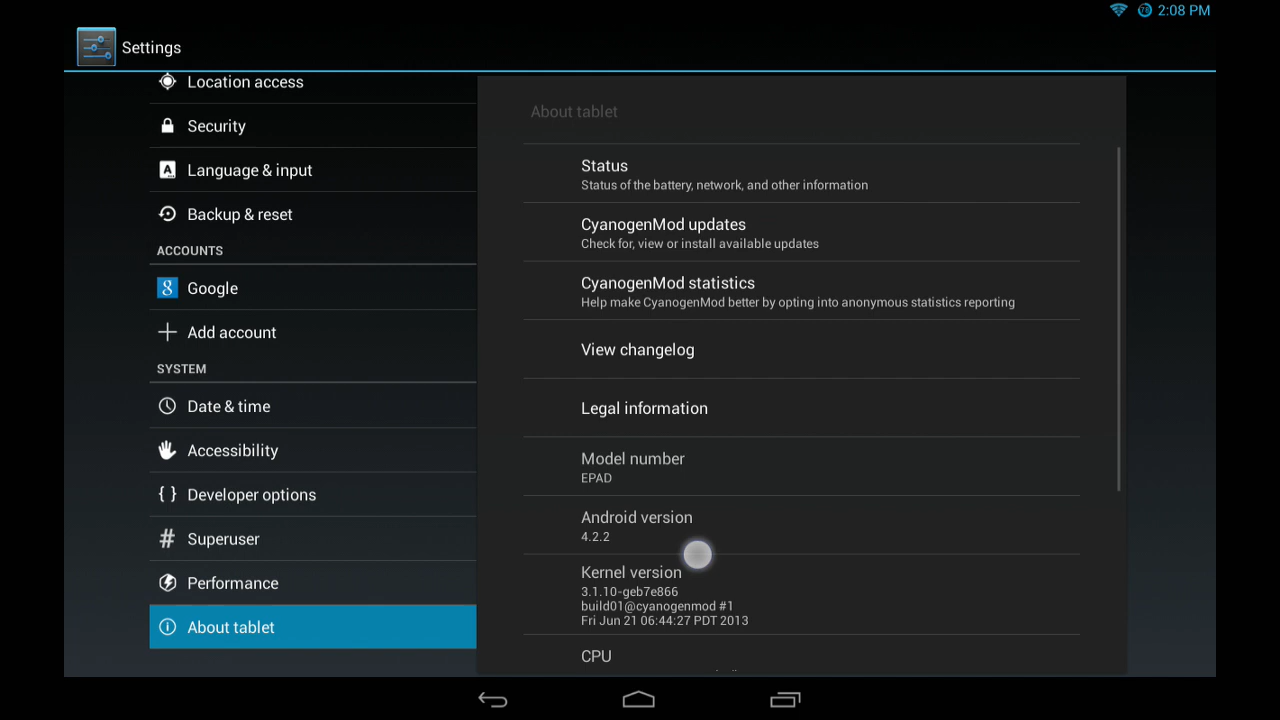 78 2:08 PM
Settings
Location access
Security
Language & input
Backup & reset
ACCOUNTS
Google
Add account
SYSTEM
Date & time
Accessibility
Developer options
Superuser
Performance
About tablet
About tablet
Status
Status of the battery, network, and other information
CyanogenMod updates
Check for, view or install available updates
CyanogenMod statistics
Help make CyanogenMod better by opting into anonymous statistics reporting
View changelog
Legal information
Model number
EPAD
Android version
4.2.2
Kernel version
3.1.10-geb7e866
build01@cyanogenmod #1
Fri Jun 21 06:44:27 PDT 2013
CPU